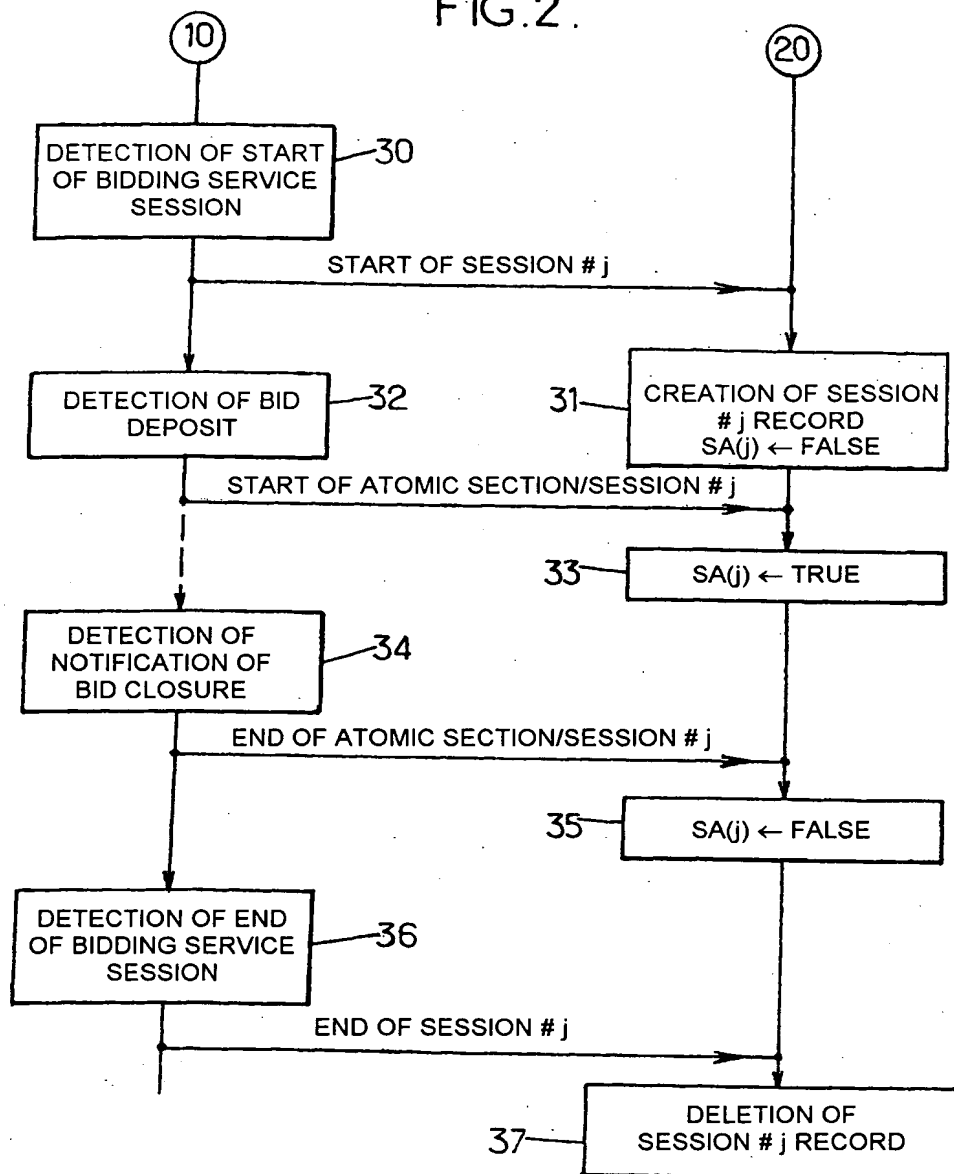 FIG.2.
10
20
DETECTION OF START
OF BIDDING SERVICE
SESSION
30
START OF SESSION # j
DETECTION OF BID
DEPOSIT
32
31
CREATION OF SESSION
# j RECORD
SA(j) ← FALSE
START OF ATOMIC SECTION/SESSION # j
33
SA(j) ← TRUE
DETECTION OF
NOTIFICATION OF
BID CLOSURE
34
END OF ATOMIC SECTION/SESSION # j
35
SA(j) ← FALSE
DETECTION OF END
OF BIDDING SERVICE
SESSION
36
END OF SESSION # j
37
DELETION OF
SESSION # j RECORD